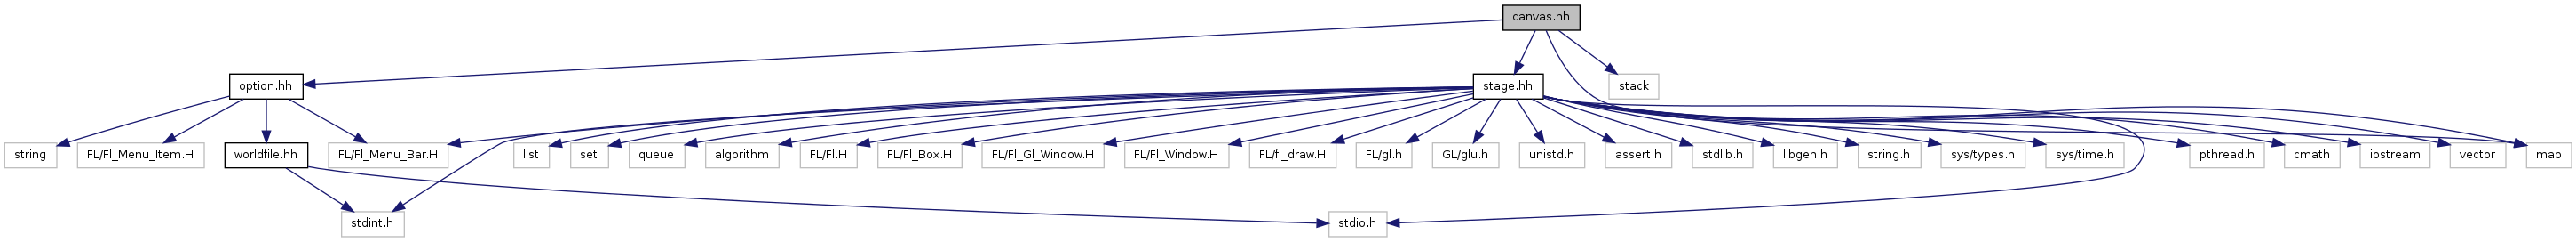 canvas.hh
option.hh
stage.hh
stack
string
FL/Fl_Menu_Item.H
worldfile.hh
FL/Fl_Menu_Bar.H
list
set
queue
algorithm
FL/Fl.H
FL/Fl_Box.H
FL/Fl_Gl_Window.H
FL/Fl_Window.H
FL/fl_draw.H
FL/gl.h
GL/glu.h
unistd.h
assert.h
stdlib.h
libgen.h
string.h
sys/types.h
sys/time.h
pthread.h
cmath
iostream
vector
map
stdint.h
stdio.h